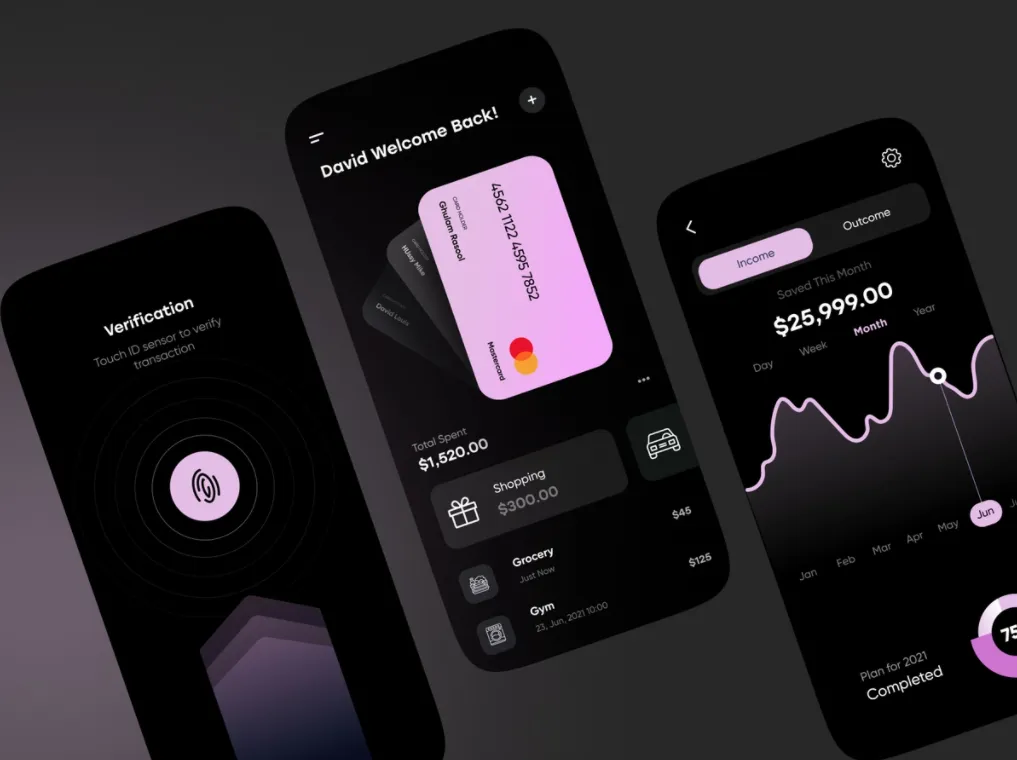 Verification
Touch ID sensor to verify
transaction
David Welcome Back!
4562 1122 4595 7852
CARD HOLDER
Ghulam Rasool
Mastercard
David Louis
Total Spent
$1,520.00
Shopping
$300.00
Grocery
Just Now
$45
Gym
23, Jun, 2021 10:00
$125
Income
Outcome
Saved This Month
$25,999.00
Day
Week
Month
Year
Jan
Feb
Mar
Apr
May
Jun
Plan for 2021
Completed
75